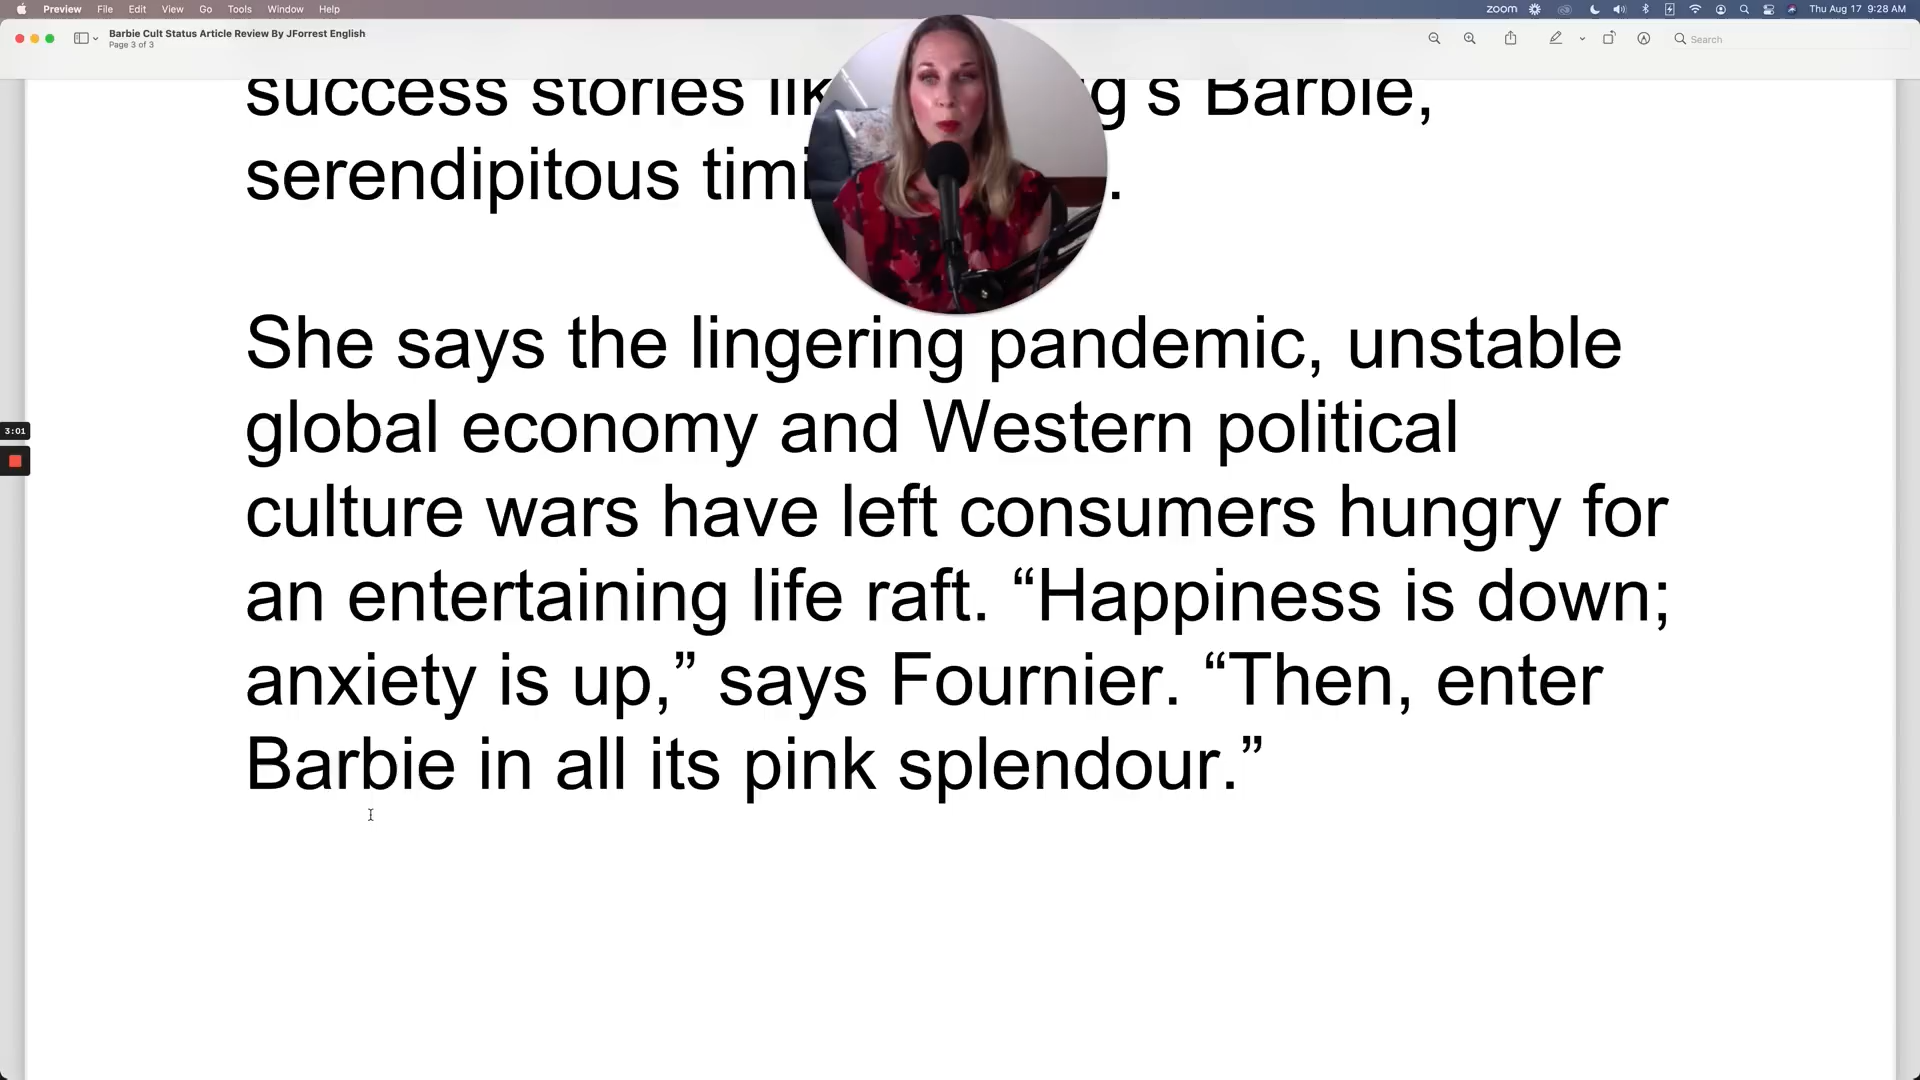 Preview File Edit View Go Tools Window Help zoom Thu Aug 17 9:28 AM
Barbie Cult Status Article Review By JForrest English
Page 3 of 3
Search
success stories g's Barbie,
serendipitous .
She says the lingering pandemic, unstable
global economy and Western political
3:01
culture wars have left consumers hungry for
an entertaining life raft. “Happiness is down;
anxiety is up,” says Fournier. “Then, enter
Barbie in all its pink splendour.”